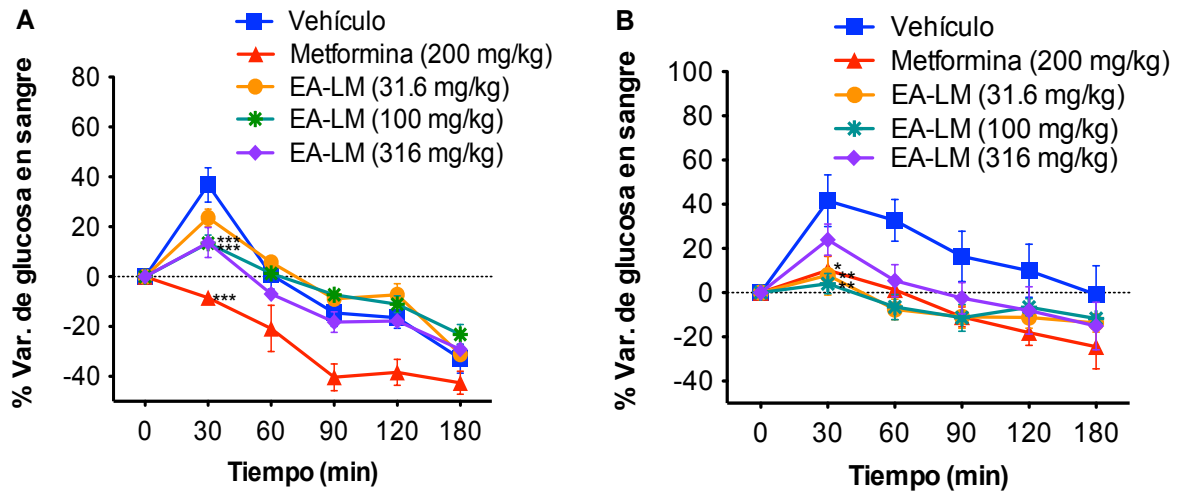 A
Vehículo
Metformina (200 mg/kg)
EA-LM (31.6 mg/kg)
EA-LM (100 mg/kg)
EA-LM (316 mg/kg)
% Var. de glucosa en sangre
80
60
40
20
0
-20
-40
***
***
***
0 30 60 90 120 180
Tiempo (min)
B
Vehículo
Metformina (200 mg/kg)
EA-LM (31.6 mg/kg)
EA-LM (100 mg/kg)
EA-LM (316 mg/kg)
% Var. de glucosa en sangre
100
80
60
40
20
0
-20
-40
*
**
**
0 30 60 90 120 180
Tiempo (min)